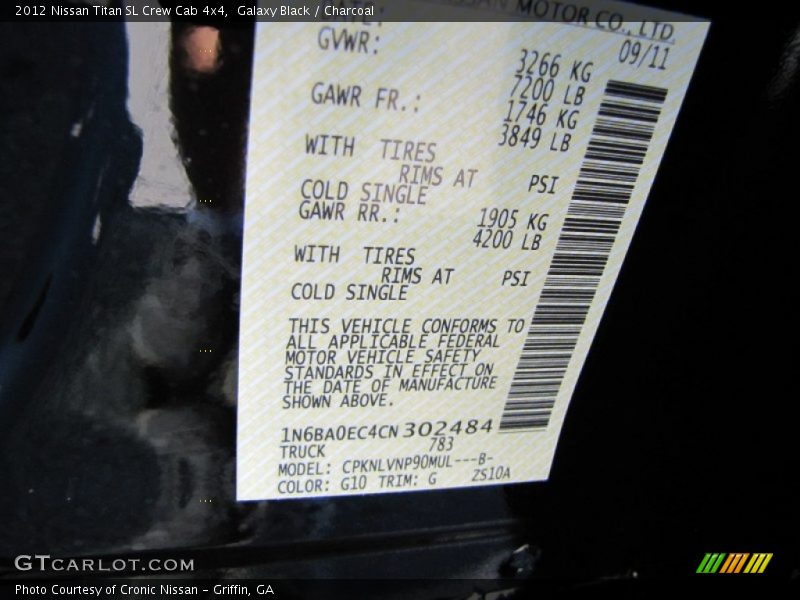 2012 Nissan Titan SL Crew Cab 4x4, Galaxy Black / Charcoal
NISSAN MOTOR CO., LTD.
DATE:
09/11
GVWR:
3266 KG
7200 LB
GAWR FR.:
1746 KG
3849 LB
WITH TIRES
RIMS AT PSI
COLD SINGLE
GAWR RR.:
1905 KG
4200 LB
WITH TIRES
RIMS AT PSI
COLD SINGLE
THIS VEHICLE CONFORMS TO
ALL APPLICABLE FEDERAL
MOTOR VEHICLE SAFETY
STANDARDS IN EFFECT ON
THE DATE OF MANUFACTURE
SHOWN ABOVE.
1N6BA0EC4CN302484
TRUCK 783
MODEL: CPKNLVNP90MUL---B-
COLOR: G10 TRIM: G ZS10A
GTCARLOT.COM
Photo Courtesy of Cronic Nissan - Griffin, GA